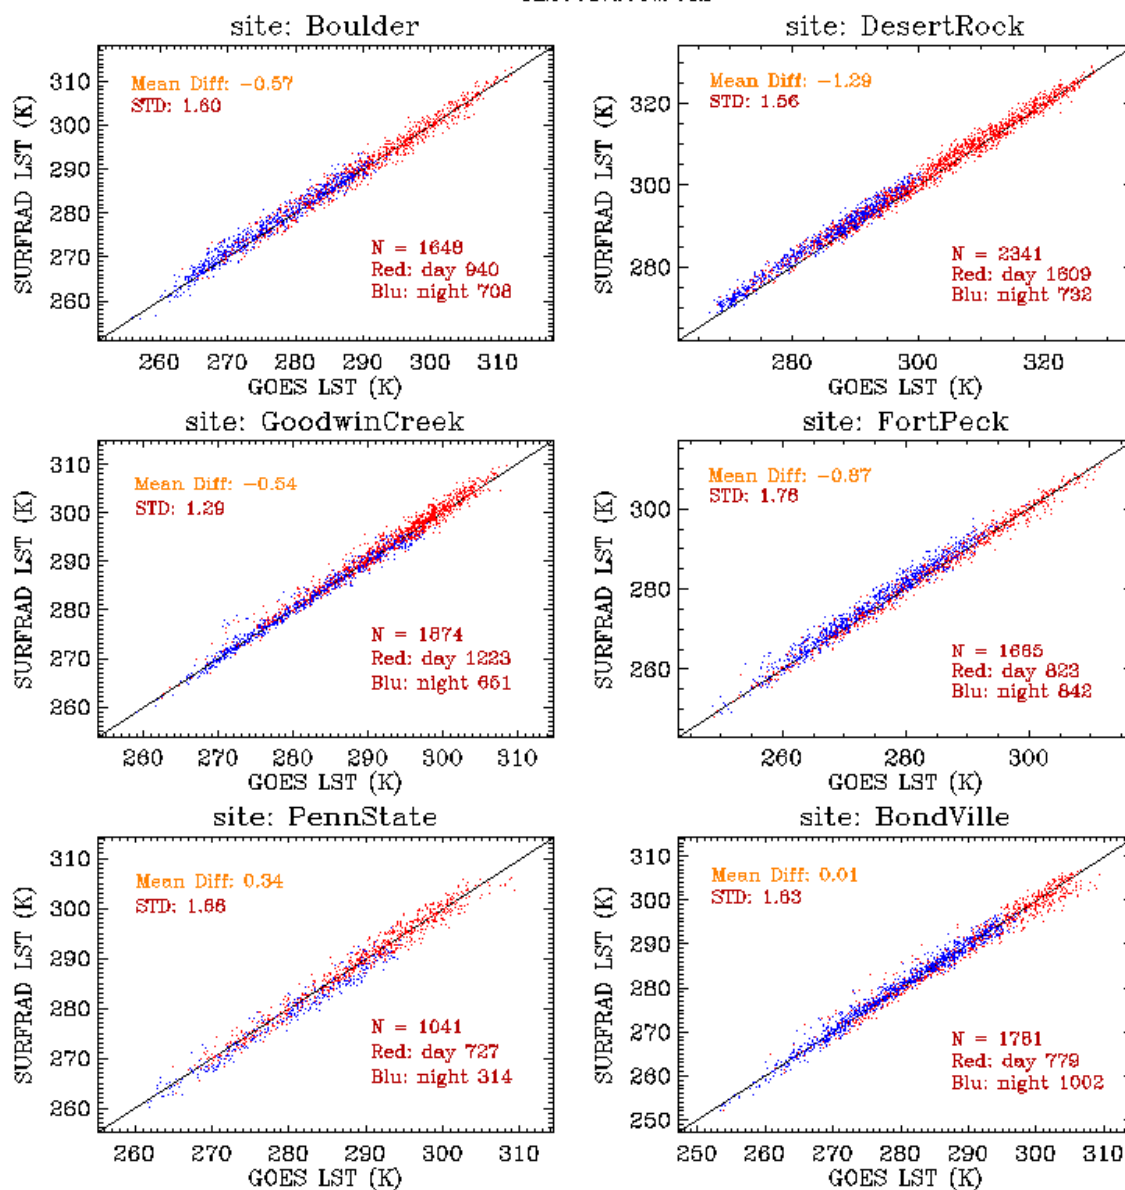 site: Boulder
Mean Diff: -0.57
STD: 1.60
N = 1648
Red: day 940
Blu: night 708
SURFRAD LST (K)
310
300
290
280
270
260
260 270 280 290 300 310
GOES LST (K)
site: DesertRock
Mean Diff: -1.29
STD: 1.56
N = 2341
Red: day 1609
Blu: night 732
SURFRAD LST (K)
320
300
280
280 300 320
GOES LST (K)
site: GoodwinCreek
Mean Diff: -0.54
STD: 1.29
N = 1874
Red: day 1223
Blu: night 651
SURFRAD LST (K)
310
300
290
280
270
260
260 270 280 290 300 310
GOES LST (K)
site: FortPeck
Mean Diff: -0.87
STD: 1.78
N = 1665
Red: day 823
Blu: night 842
SURFRAD LST (K)
300
280
260
260 280 300
GOES LST (K)
site: PennState
Mean Diff: 0.34
STD: 1.66
N = 1041
Red: day 727
Blu: night 314
SURFRAD LST (K)
310
300
290
280
270
260
260 270 280 290 300 310
GOES LST (K)
site: BondVille
Mean Diff: 0.01
STD: 1.63
N = 1781
Red: day 779
Blu: night 1002
SURFRAD LST (K)
310
300
290
280
270
260
250
250 260 270 280 290 300 310
GOES LST (K)